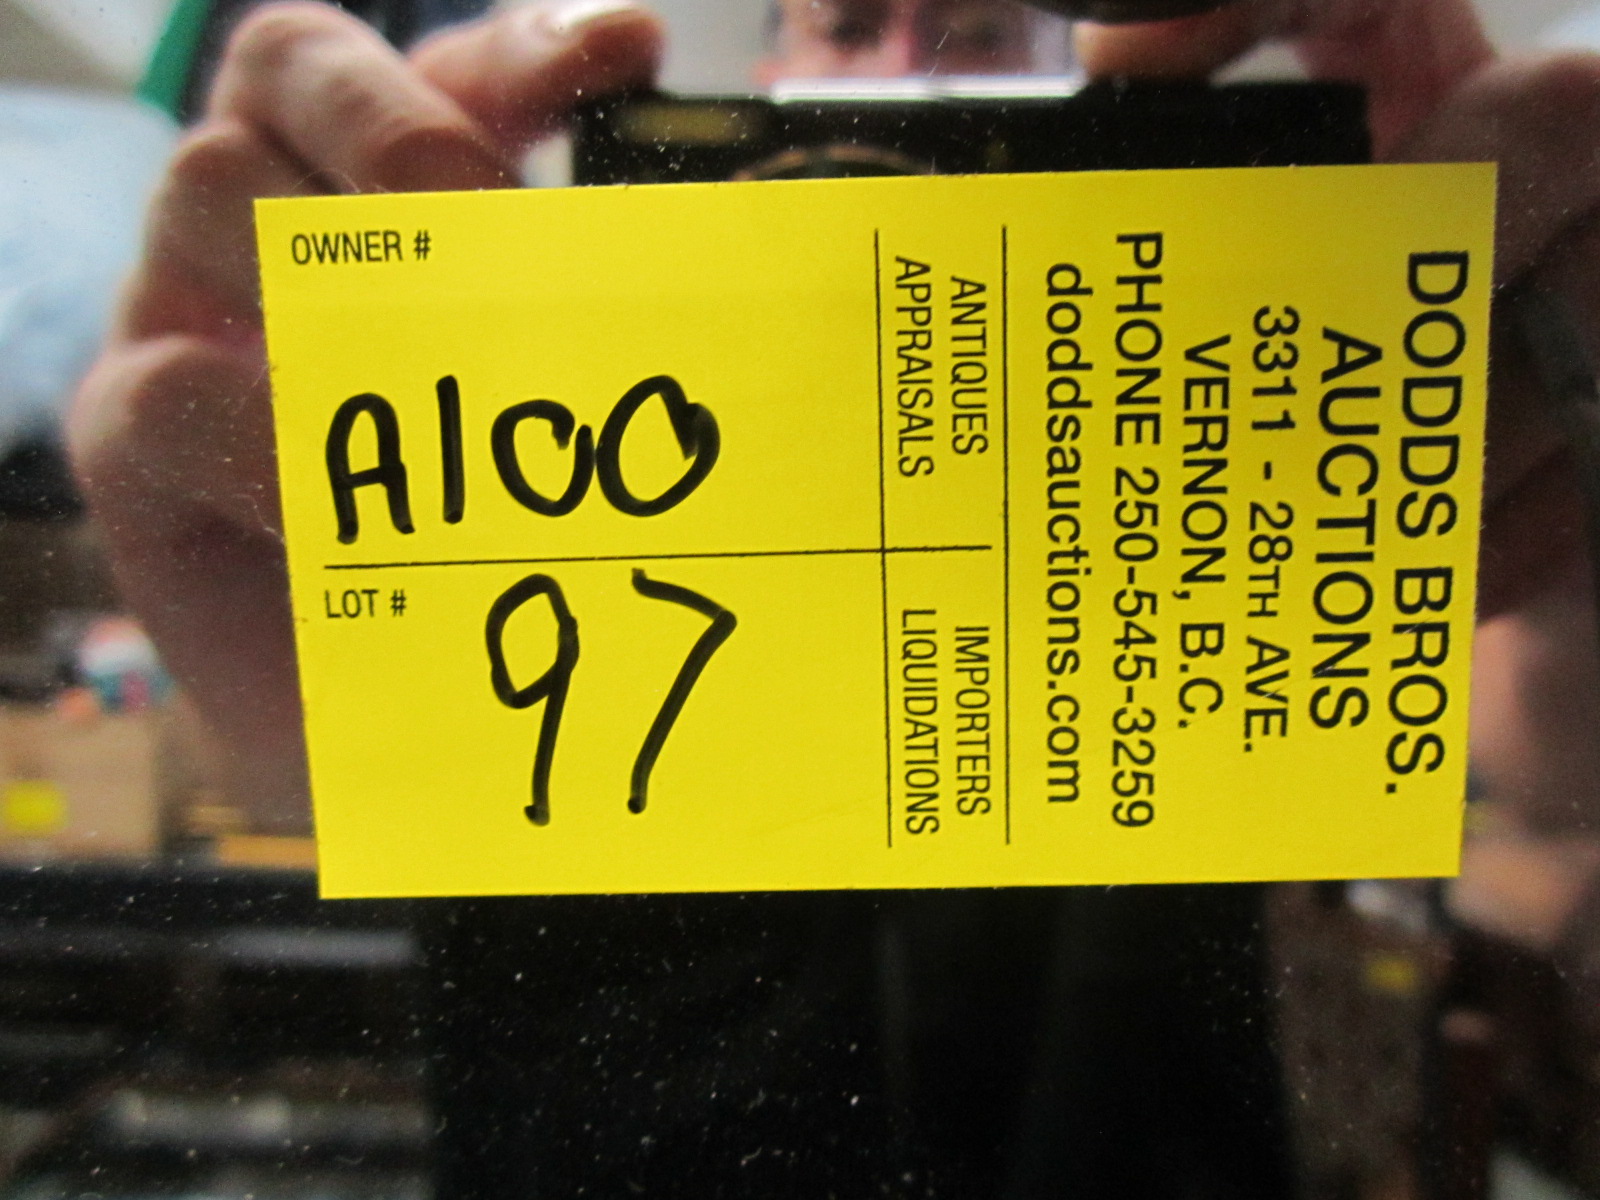 DODDS BROS.
AUCTIONS
3311 - 28TH AVE.
VERNON, B.C.
PHONE 250-545-3259
doddsauctions.com
ANTIQUES
APPRAISALS
IMPORTERS
LIQUIDATIONS
OWNER #
A100
LOT #
97